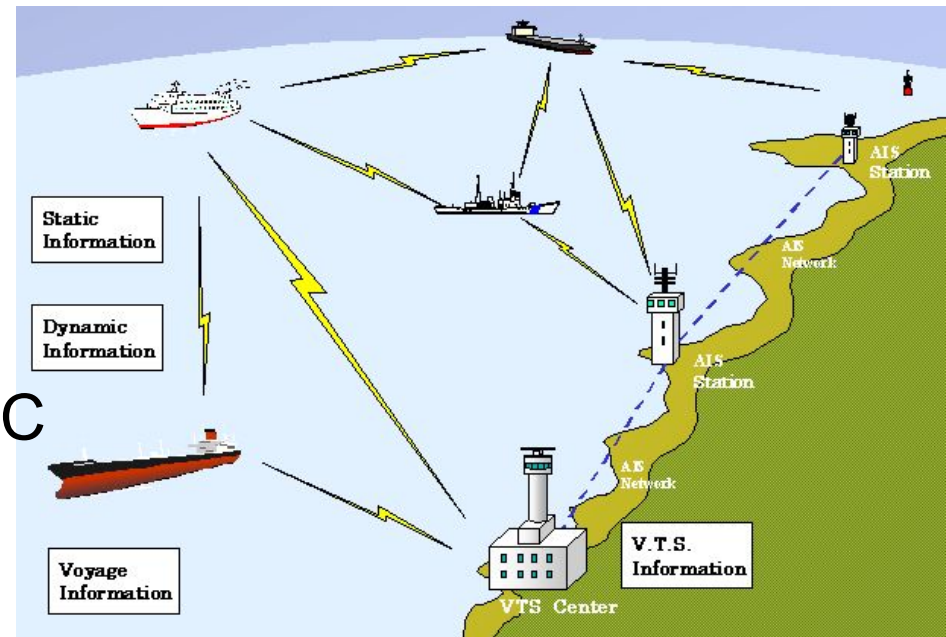 AIS
Station
Static
Information
AIS
Network
Dynamic
Information
AIS
Station
C
AIS
Network
V.T.S.
Information
Voyage
Information
VTS Center